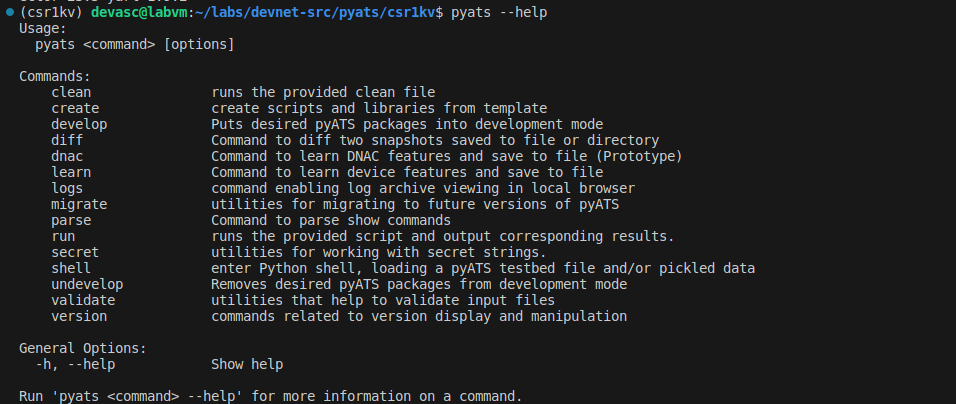 (csr1kv) devasc@labvm:~/labs/devnet-src/pyats/csr1kv$ pyats --help
Usage:
  pyats <command> [options]

Commands:
    clean               runs the provided clean file
    create              create scripts and libraries from template
    develop             Puts desired pyATS packages into development mode
    diff                Command to diff two snapshots saved to file or directory
    dnac                Command to learn DNAC features and save to file (Prototype)
    learn               Command to learn device features and save to file
    logs                command enabling log archive viewing in local browser
    migrate             utilities for migrating to future versions of pyATS
    parse               Command to parse show commands
    run                 runs the provided script and output corresponding results.
    secret              utilities for working with secret strings.
    shell               enter Python shell, loading a pyATS testbed file and/or pickled data
    undevelop           Removes desired pyATS packages from development mode
    validate            utilities that help to validate input files
    version             commands related to version display and manipulation

General Options:
  -h, --help            Show help

Run 'pyats <command> --help' for more information on a command.